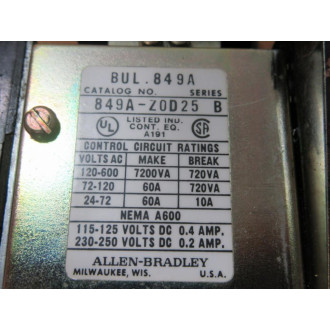 BUL. 849A
CATALOG NO. SERIES
849A-Z0D25 B
UL LISTED IND. CONT. EQ. A191 SA
CONTROL CIRCUIT RATINGS
VOLTS AC MAKE BREAK
120-600 7200VA 720VA
72-120 60A 720VA
24-72 60A 10A
NEMA A600
115-125 VOLTS DC 0.4 AMP.
230-250 VOLTS DC 0.2 AMP.
ALLEN-BRADLEY
MILWAUKEE, WIS. U.S.A.